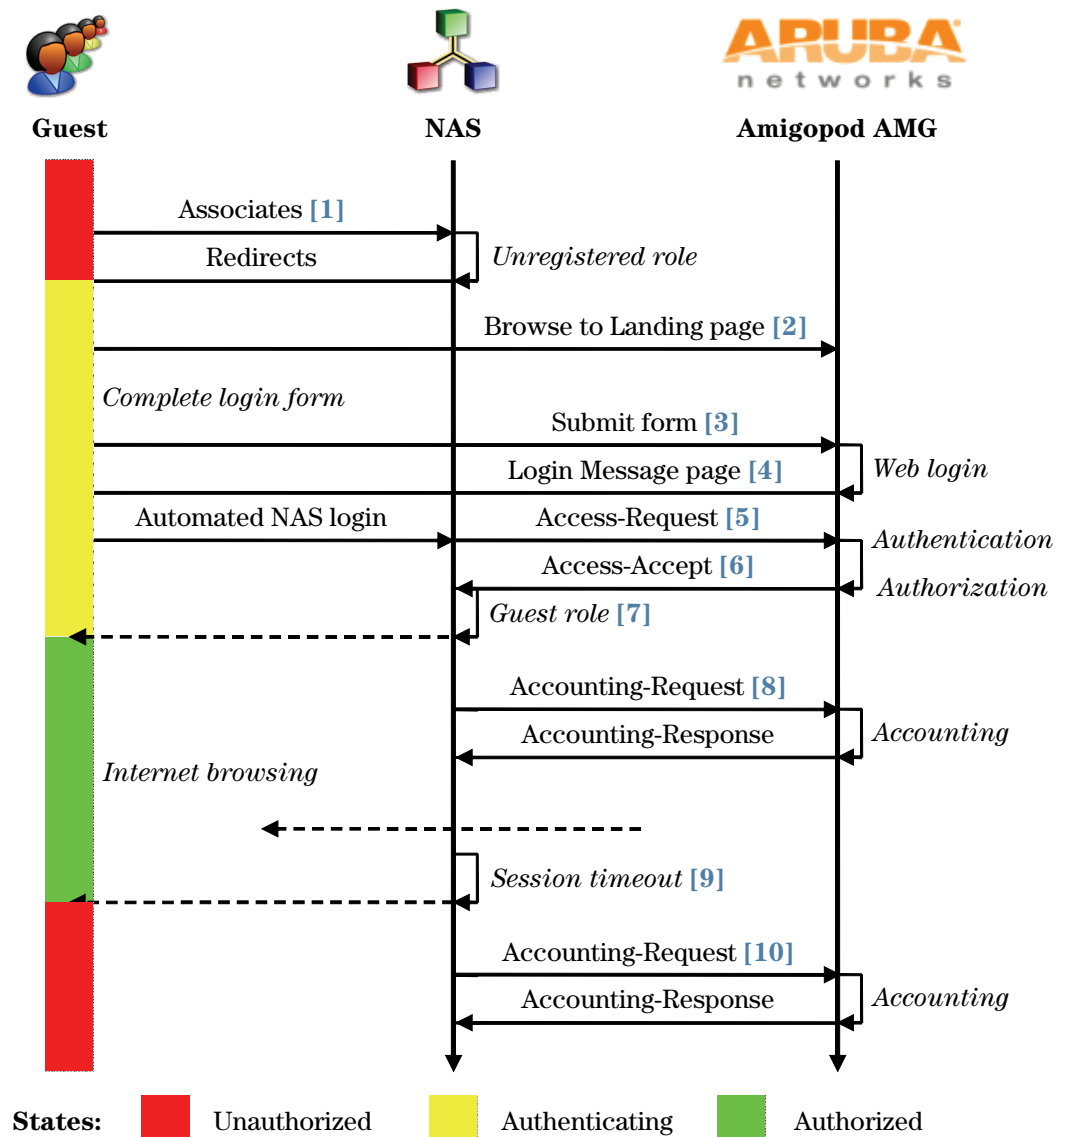 ARUBA
networks
Guest
NAS
Amigopod AMG
Associates [1]
Redirects
Unregistered role
Browse to Landing page [2]
Complete login form
Submit form [3]
Web login
Login Message page [4]
Automated NAS login
Access-Request [5]
Authentication
Access-Accept [6]
Authorization
Guest role [7]
Accounting-Request [8]
Accounting-Response
Accounting
Internet browsing
Session timeout [9]
Accounting-Request [10]
Accounting-Response
Accounting
States:
Unauthorized
Authenticating
Authorized